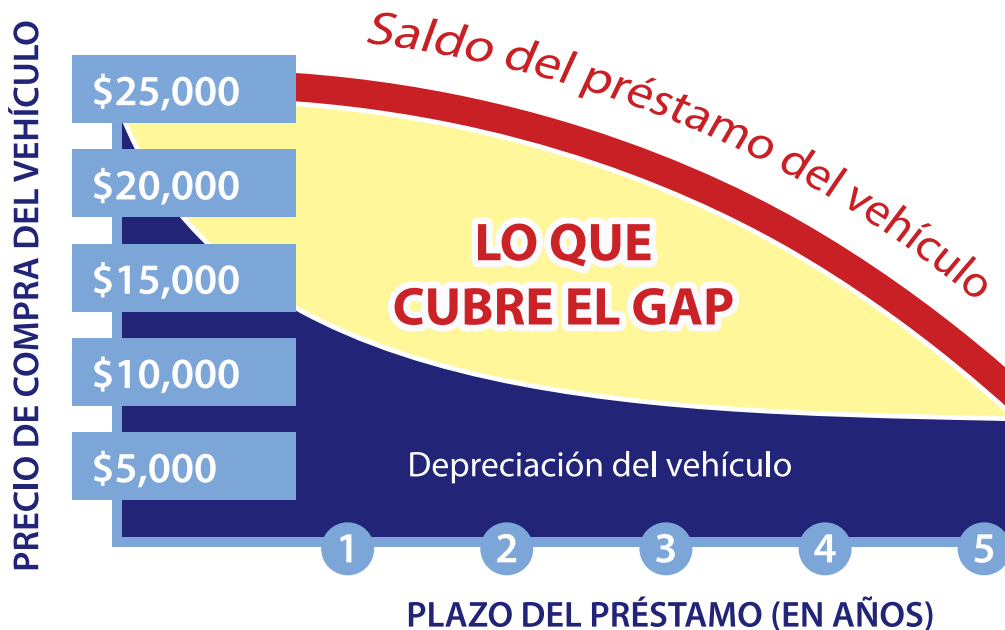 PRECIO DE COMPRA DEL VEHÍCULO
Saldo del préstamo del vehículo
$25,000
$20,000
$15,000
$10,000
$5,000
LO QUE
CUBRE EL GAP
Depreciación del vehículo
1 2 3 4 5
PLAZO DEL PRÉSTAMO (EN AÑOS)